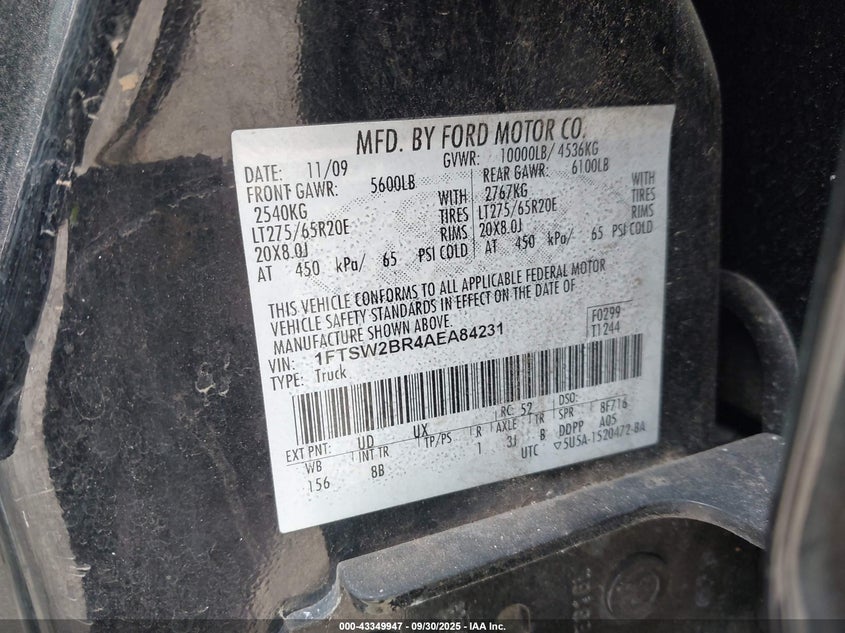 MFD. BY FORD MOTOR CO.
DATE: 11/09 GVWR: 10000LB/ 4536KG
FRONT GAWR: 5600LB REAR GAWR: 6100LB
2540KG WITH 2767KG WITH
LT275/65R20E TIRES LT275/65R20E TIRES
20X8.0J RIMS 20X8.0J RIMS
AT 450 kPa/ 65 PSI COLD AT 450 kPa/ 65 PSI COLD
THIS VEHICLE CONFORMS TO ALL APPLICABLE FEDERAL MOTOR
VEHICLE SAFETY STANDARDS IN EFFECT ON THE DATE OF
MANUFACTURE SHOWN ABOVE.
VIN: 1FTSW2BR4AEA84231 F0299
TYPE: Truck T1244
EXT PNT: UD UX RC: 52 DSO:
WB INT TR TP/PS R AXLE TR SPR 8F716
156 8B 1 3J B DDPP A05
UTC ▽5U5A-1520472-BA
000-43349947 - 09/30/2025 - IAA Inc.